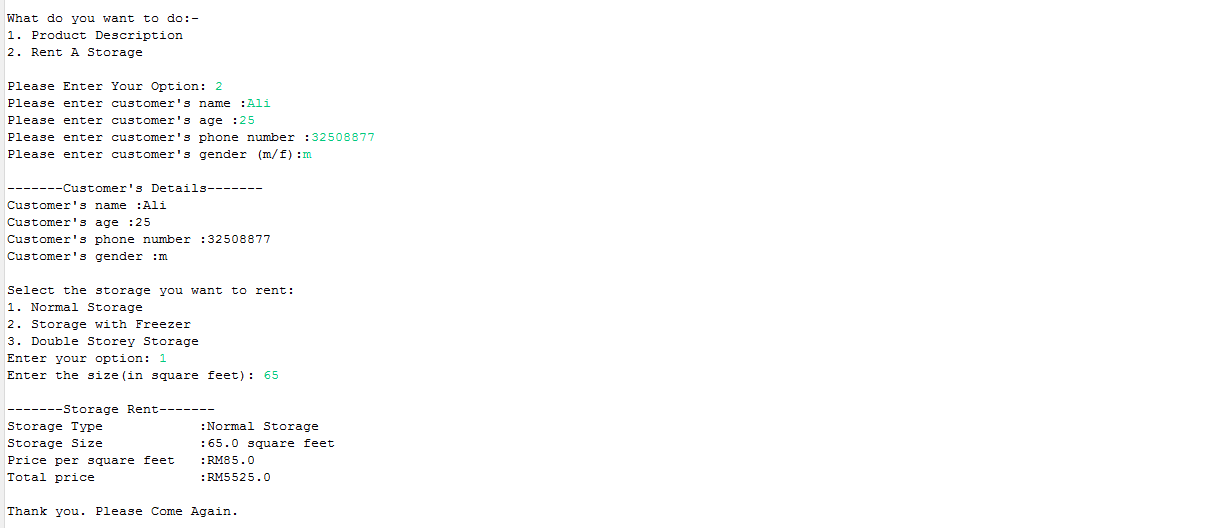 What do you want to do:-
1. Product Description
2. Rent A Storage
Please Enter Your Option: 2
Please enter customer's name :Ali
Please enter customer's age :25
Please enter customer's phone number :32508877
Please enter customer's gender (m/f):m
-------Customer's Details-------
Customer's name :Ali
Customer's age :25
Customer's phone number :32508877
Customer's gender :m
Select the storage you want to rent:
1. Normal Storage
2. Storage with Freezer
3. Double Storey Storage
Enter your option: 1
Enter the size(in square feet): 65
-------Storage Rent-------
Storage Type            :Normal Storage
Storage Size            :65.0 square feet
Price per square feet   :RM85.0
Total price             :RM5525.0
Thank you. Please Come Again.